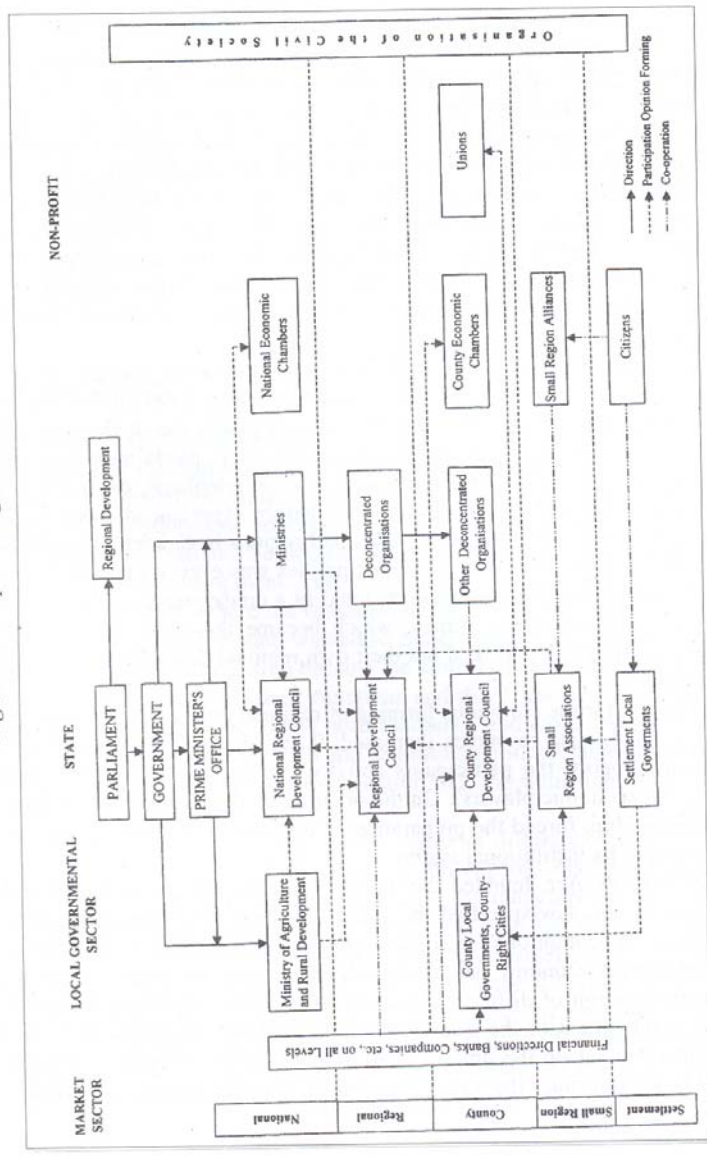 MARKET
SECTOR
LOCAL GOVERNMENTAL
SECTOR
STATE
NON-PROFIT
PARLIAMENT
Regional Development
GOVERNMENT
PRIME MINISTER'S
OFFICE
National
Ministry of Agriculture
and Rural Development
National Regional
Development Council
Ministries
National Economic
Chambers
Regional
Regional Development
Council
Deconcentrated
Organisations
County
County Local
Governments, County-
Right Cities
County Regional
Development Council
Other Deconcentrated
Organisations
County Economic
Chambers
Unions
Small Region
Small
Region Associations
Small Region Alliances
Settlement
Settlement Local
Goverments
Citizens
Financial Directions, Banks, Companies, etc., on all Levels
Organisation of the Civil Society
Direction
Participation Opinion Forming
Co-operation